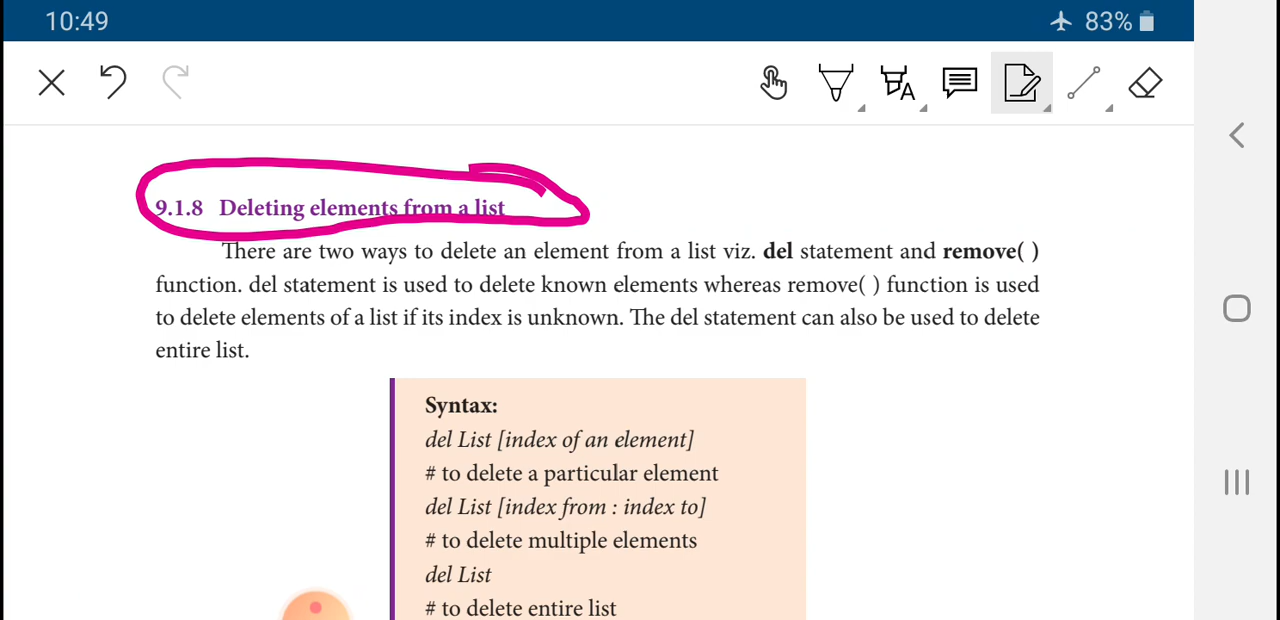 10:49
83%
9.1.8 Deleting elements from a list
There are two ways to delete an element from a list viz. del statement and remove( )
function. del statement is used to delete known elements whereas remove( ) function is used
to delete elements of a list if its index is unknown. The del statement can also be used to delete
entire list.
Syntax:
del List [index of an element]
# to delete a particular element
del List [index from : index to]
# to delete multiple elements
del List
# to delete entire list